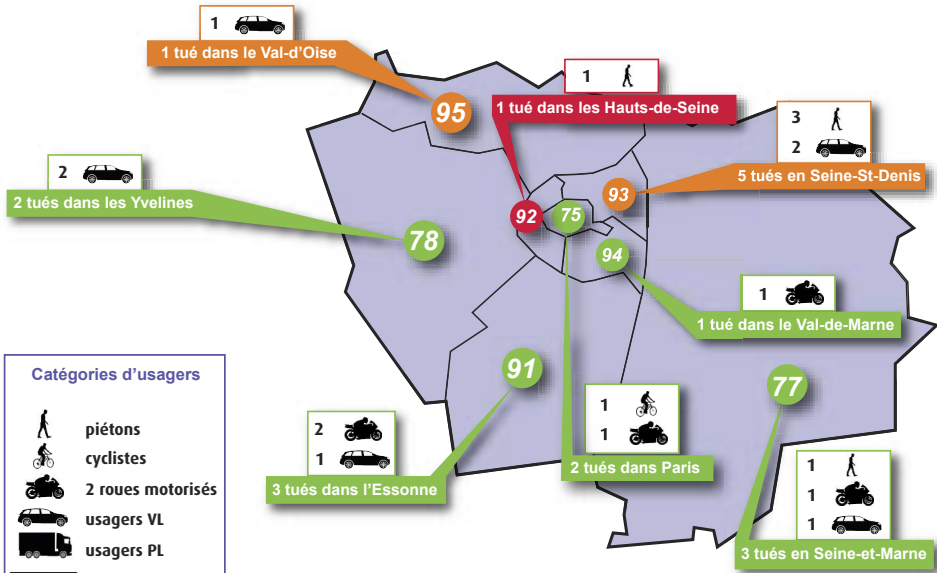 1
1 tué dans le Val-d'Oise
95
1
1 tué dans les Hauts-de-Seine
92
3
2
5 tués en Seine-St-Denis
93
2
2 tués dans les Yvelines
78
75
94
1
1 tué dans le Val-de-Marne
91
2
1
3 tués dans l'Essonne
1
1
2 tués dans Paris
77
1
1
1
3 tués en Seine-et-Marne
Catégories d'usagers
piétons
cyclistes
2 roues motorisés
usagers VL
usagers PL